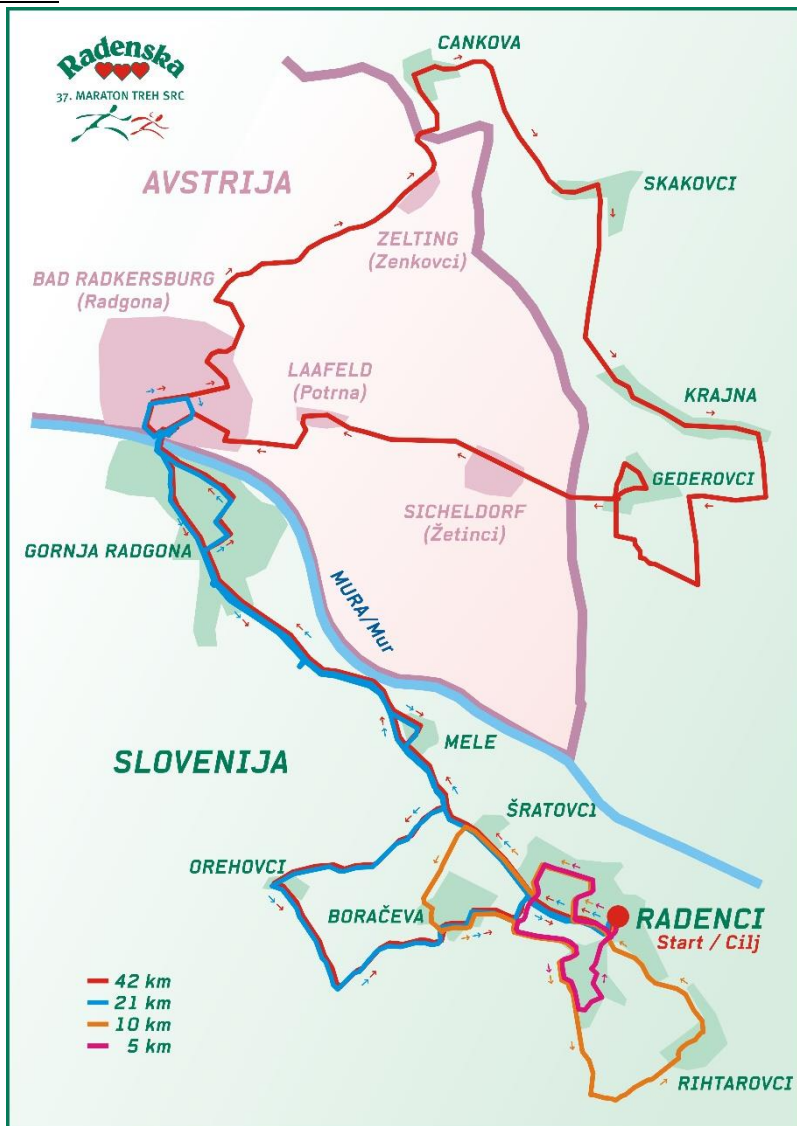 Radenska
37. MARATON TREH SRC
CANKOVA
AVSTRIJA
SKAKOVCI
ZELTING
(Zenkovci)
BAD RADKERSBURG
(Radgona)
LAAFELD
(Potrna)
KRAJNA
GEDEROVCI
SICHELDORF
(Žetinci)
GORNJA RADGONA
MURA/Mur
SLOVENIJA
MELE
ŠRATOVCI
OREHOVCI
BORAČEVA
RADENCI
Start / Cilj
42 km
21 km
10 km
5 km
RIHTAROVCI